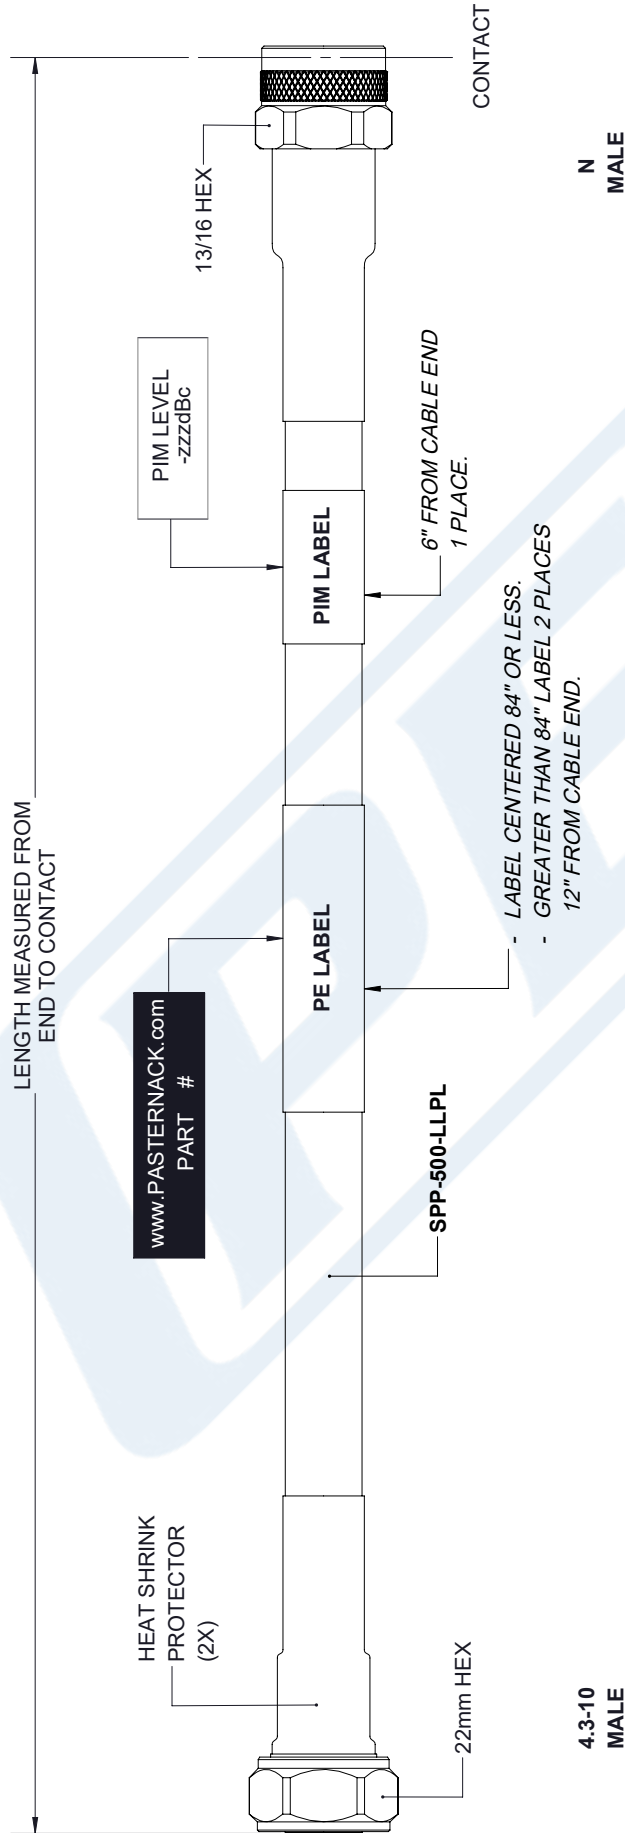 LENGTH MEASURED FROM
END TO CONTACT
HEAT SHRINK
PROTECTOR
(2X)
www.PASTERNACK.com
PART #
PIM LEVEL
-zzzdBc
13/16 HEX
PE LABEL
PIM LABEL
22mm HEX
SPP-500-LLPL
6" FROM CABLE END
1 PLACE.
CONTACT
- LABEL CENTERED 84" OR LESS.
- GREATER THAN 84" LABEL 2 PLACES
12" FROM CABLE END.
4.3-10
MALE
N
MALE